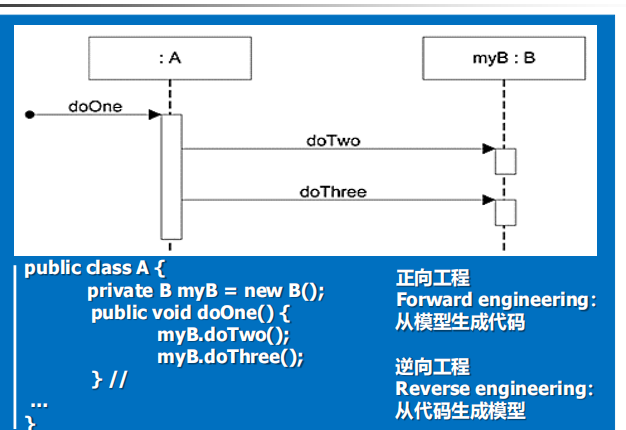 : A
myB : B
doOne
doTwo
doThree
public class A {
private B myB = new B();
public void doOne() {
myB.doTwo();
myB.doThree();
} //
...
}
正向工程
Forward engineering：
从模型生成代码
逆向工程
Reverse engineering：
从代码生成模型